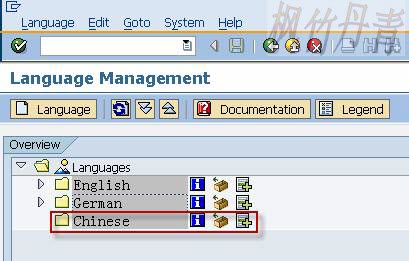 枫竹丹青
Language Edit Goto System Help
Language Management
Language Documentation Legend
Overview
Languages
English
German
Chinese